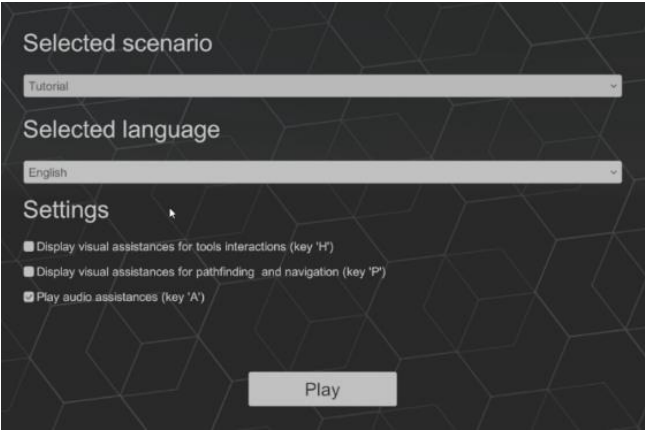 Selected scenario
Tutorial
Selected language
English
Settings
Display visual assistances for tools interactions (key 'H')
Display visual assistances for pathfinding and navigation (key 'P')
Play audio assistances (key 'A')
Play